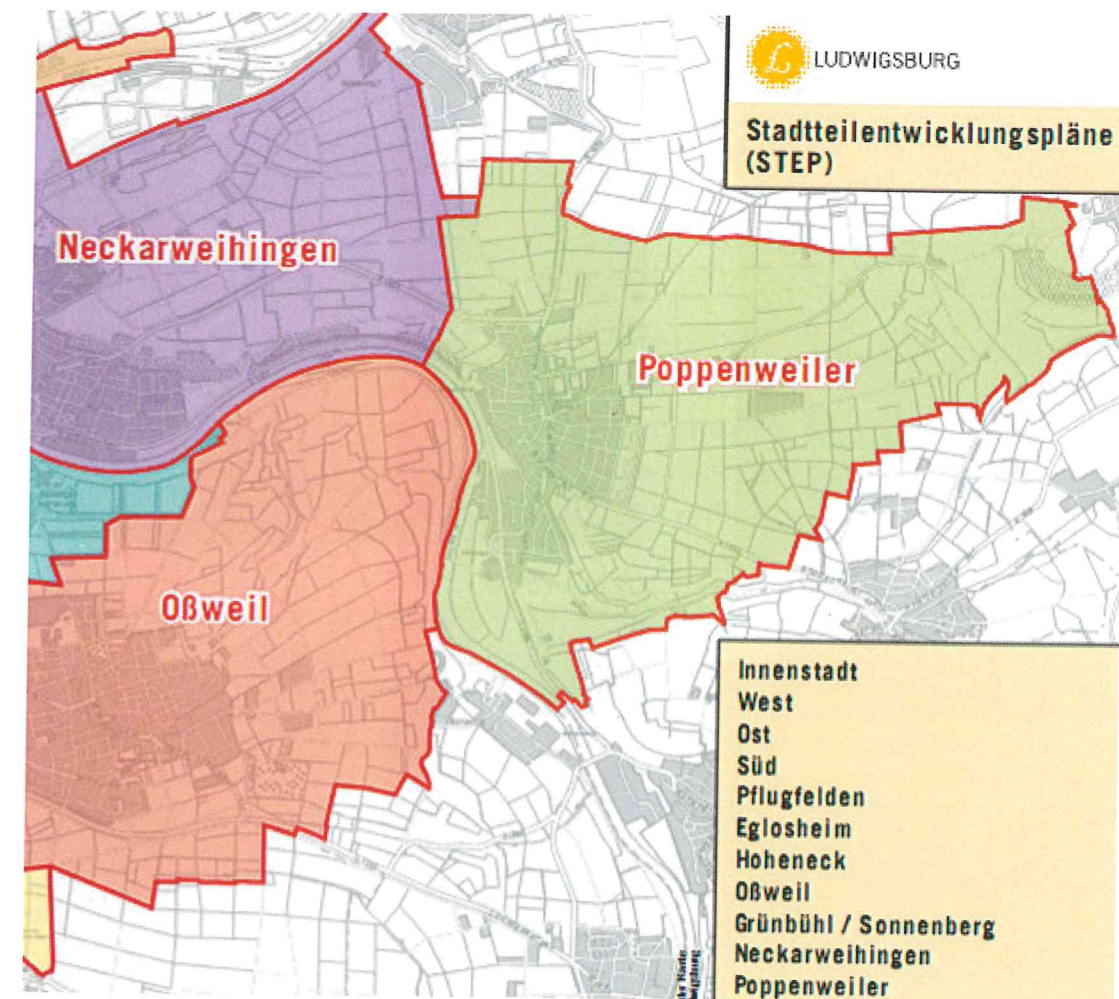 LUDWIGSBURG
Stadtteilentwicklungspläne
(STEP)
Neckarweihingen
Poppenweiler
Oßweil
Innenstadt
West
Ost
Süd
Pflugfelden
Eglosheim
Hoheneck
Oßweil
Grünbühl / Sonnenberg
Neckarweihingen
Poppenweiler